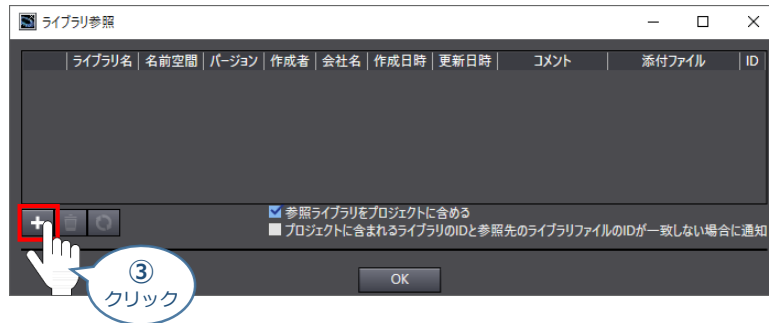 ライブラリ参照
ライブラリ名 名前空間 バージョン 作成者 会社名 作成日時 更新日時 コメント 添付ファイル ID
参照ライブラリをプロジェクトに含める
プロジェクトに含まれるライブラリのIDと参照先のライブラリファイルのIDが一致しない場合に通知
③
クリック
OK